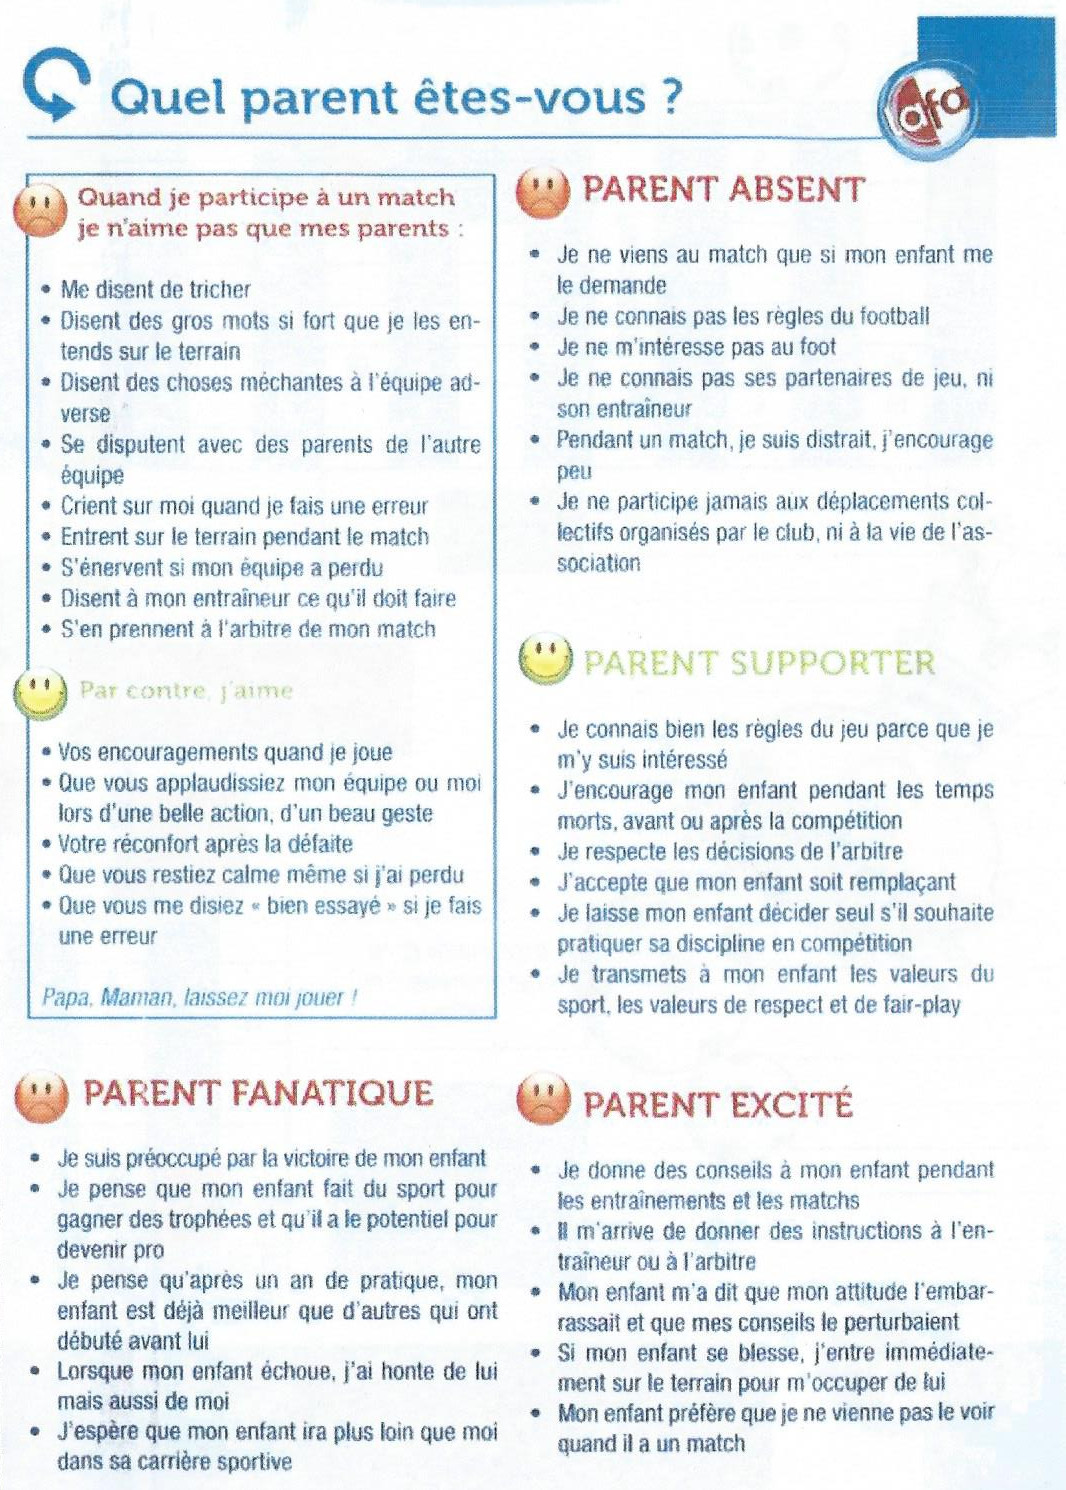 Quel parent êtes-vous ?
lafa
Quand je participe à un match
je n'aime pas que mes parents :
• Me disent de tricher
• Disent des gros mots si fort que je les en-
tends sur le terrain
• Disent des choses méchantes à l'équipe ad-
verse
• Se disputent avec des parents de l'autre
équipe
• Crient sur moi quand je fais une erreur
• Entrent sur le terrain pendant le match
• S'énervent si mon équipe a perdu
• Disent à mon entraîneur ce qu'il doit faire
• S'en prennent à l'arbitre de mon match
Par contre, j'aime
• Vos encouragements quand je joue
• Que vous applaudissiez mon équipe ou moi
lors d'une belle action, d'un beau geste
• Votre réconfort après la défaite
• Que vous restiez calme même si j'ai perdu
• Que vous me disiez « bien essayé » si je fais
une erreur
Papa, Maman, laissez moi jouer !
PARENT ABSENT
• Je ne viens au match que si mon enfant me
le demande
• Je ne connais pas les règles du football
• Je ne m'intéresse pas au foot
• Je ne connais pas ses partenaires de jeu, ni
son entraîneur
• Pendant un match, je suis distrait, j'encourage
peu
• Je ne participe jamais aux déplacements col-
lectifs organisés par le club, ni à la vie de l'as-
sociation
PARENT SUPPORTER
• Je connais bien les règles du jeu parce que je
m'y suis intéressé
• J'encourage mon enfant pendant les temps
morts, avant ou après la compétition
• Je respecte les décisions de l'arbitre
• J'accepte que mon enfant soit remplaçant
• Je laisse mon enfant décider seul s'il souhaite
pratiquer sa discipline en compétition
• Je transmets à mon enfant les valeurs du
sport, les valeurs de respect et de fair-play
PARENT FANATIQUE
• Je suis préoccupé par la victoire de mon enfant
• Je pense que mon enfant fait du sport pour
gagner des trophées et qu'il a le potentiel pour
devenir pro
• Je pense qu'après un an de pratique, mon
enfant est déjà meilleur que d'autres qui ont
débuté avant lui
• Lorsque mon enfant échoue, j'ai honte de lui
mais aussi de moi
• J'espère que mon enfant ira plus loin que moi
dans sa carrière sportive
PARENT EXCITÉ
• Je donne des conseils à mon enfant pendant
les entraînements et les matchs
• Il m'arrive de donner des instructions à l'en-
traîneur ou à l'arbitre
• Mon enfant m'a dit que mon attitude l'embar-
rassait et que mes conseils le perturbaient
• Si mon enfant se blesse, j'entre immédiate-
ment sur le terrain pour m'occuper de lui
• Mon enfant préfère que je ne vienne pas le voir
quand il a un match